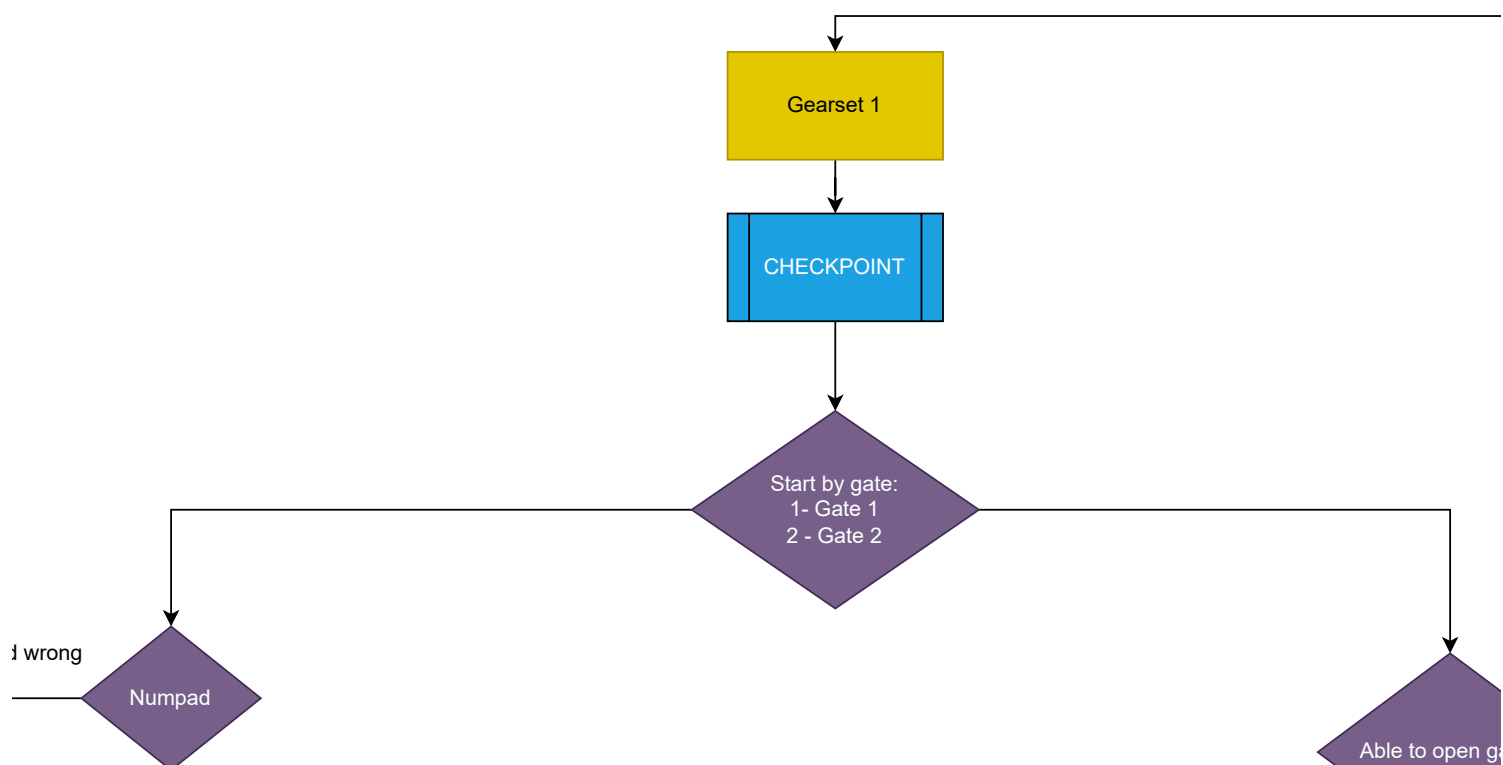 Gearset 1
CHECKPOINT
Start by gate:
1- Gate 1
2 - Gate 2
wrong
Numpad
Able to open